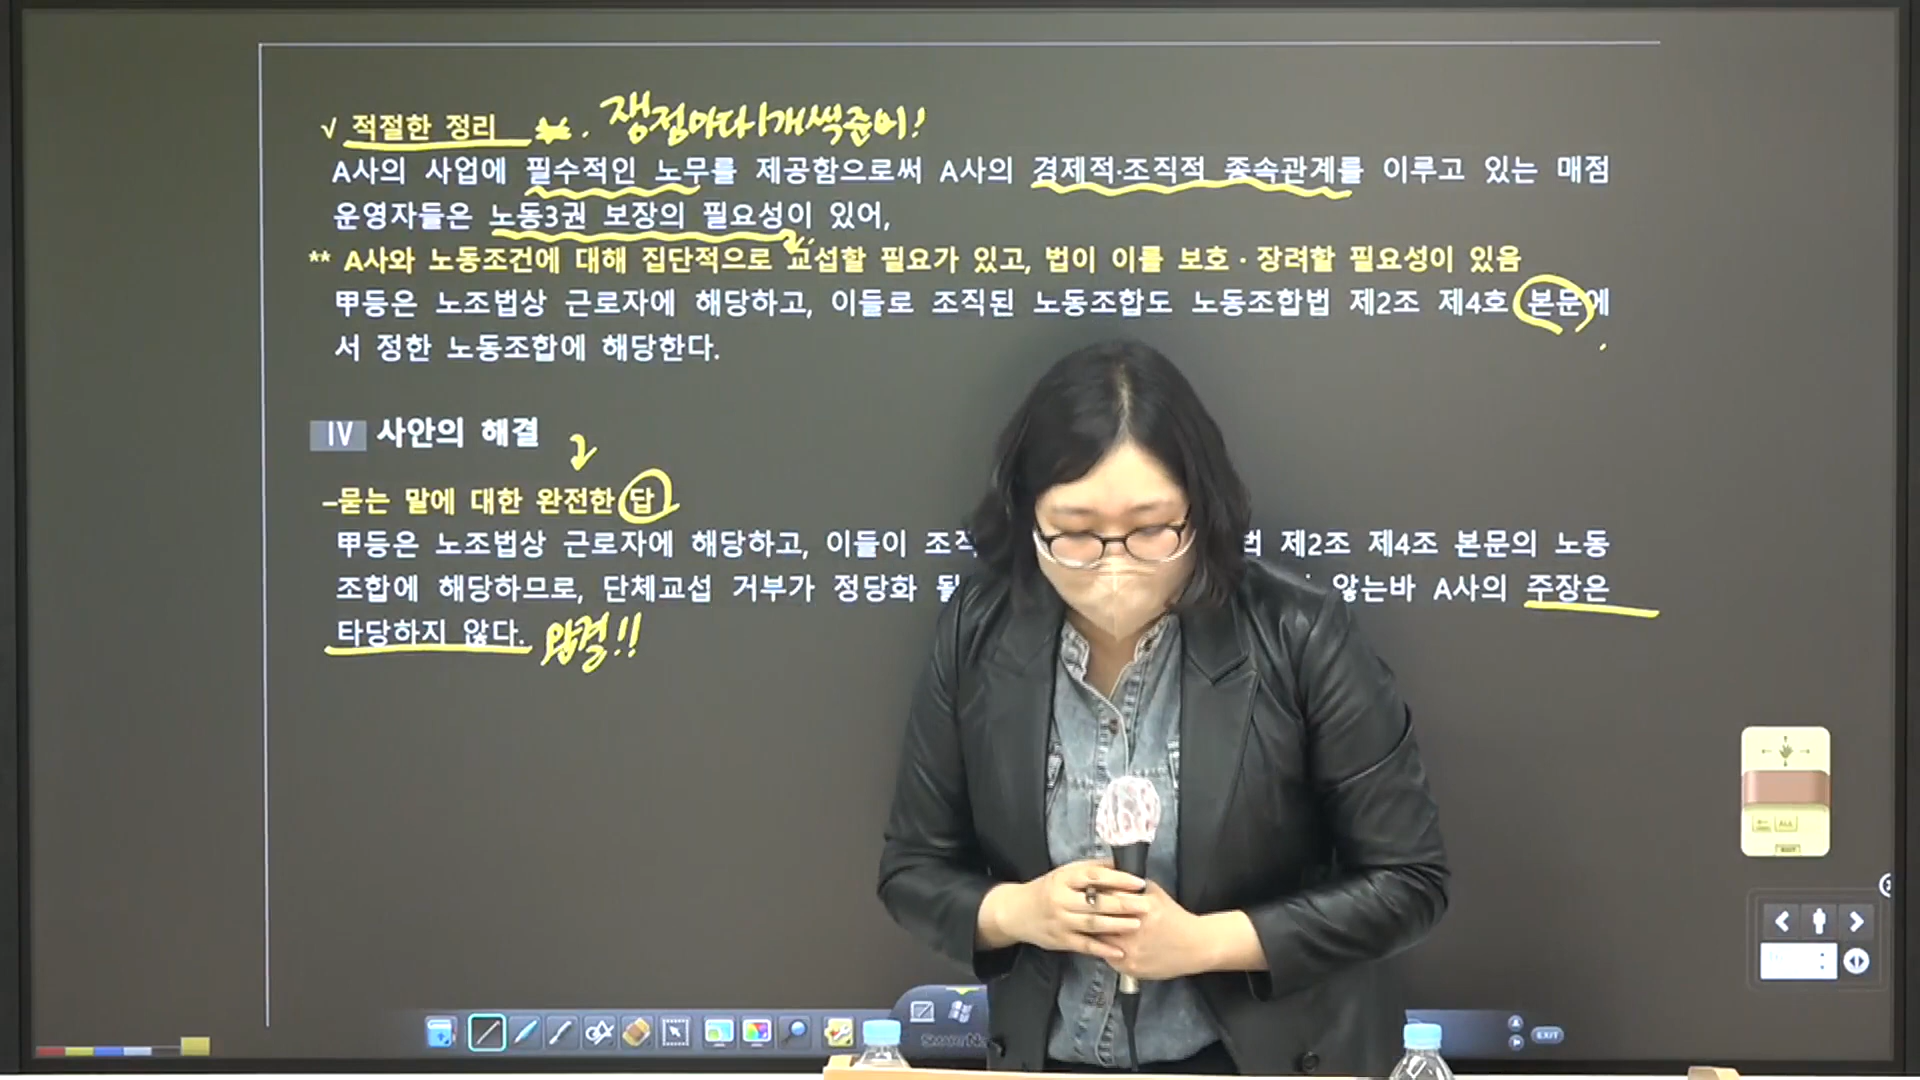 √ 적절한 정리 . 쟁점마다 1개씩 준비!
A사의 사업에 필수적인 노무를 제공함으로써 A사의 경제적·조직적 종속관계를 이루고 있는 매점
운영자들은 노동3권 보장의 필요성이 있어,
** A사와 노동조건에 대해 집단적으로 교섭할 필요가 있고, 법이 이를 보호·장려할 필요성이 있음
甲등은 노조법상 근로자에 해당하고, 이들로 조직된 노동조합도 노동조합법 제2조 제4호 본문에
서 정한 노동조합에 해당한다.
Ⅳ 사안의 해결
–묻는 말에 대한 완전한 답
甲등은 노조법상 근로자에 해당하고, 이들이 제2조 제4조 본문의 노동
조합에 해당하므로, 단체교섭 거부가 정당화 않는바 A사의 주장은
타당하지 않다.
ALL
EXIT
EXIT